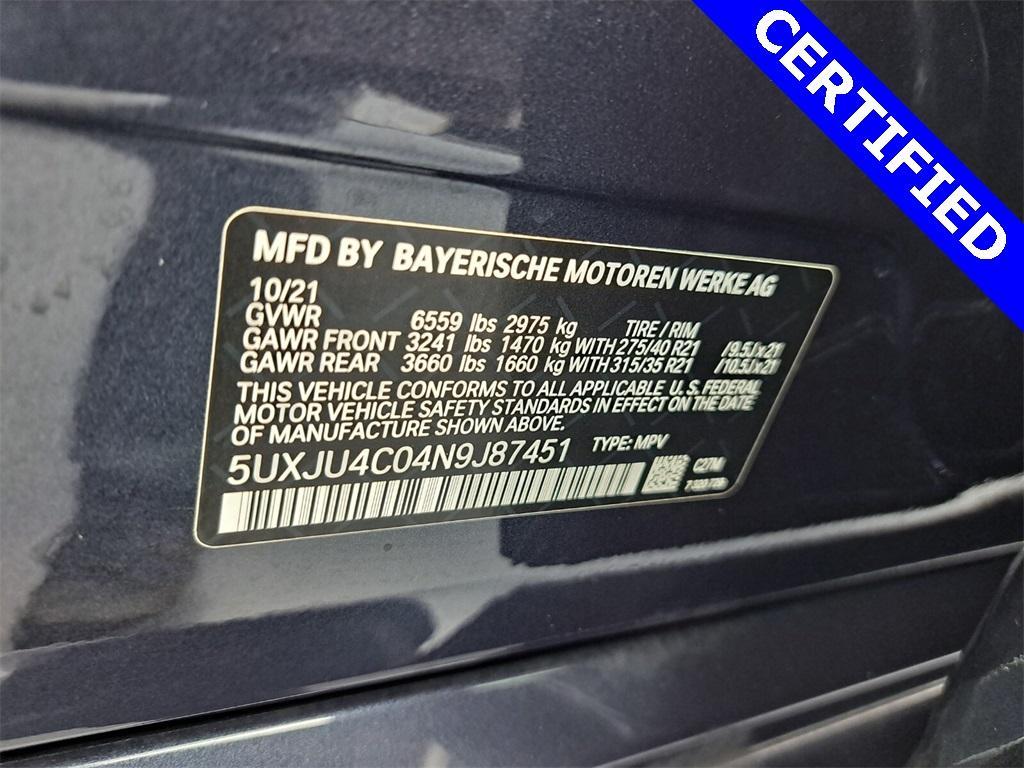 CERTIFIED
MFD BY BAYERISCHE MOTOREN WERKE AG
10/21
GVWR 6559 lbs 2975 kg TIRE / RIM
GAWR FRONT 3241 lbs 1470 kg WITH 275/40 R21 /9.5Jx21
GAWR REAR 3660 lbs 1660 kg WITH 315/35 R21 /10.5Jx21
THIS VEHICLE CONFORMS TO ALL APPLICABLE U.S. FEDERAL
MOTOR VEHICLE SAFETY STANDARDS IN EFFECT ON THE DATE
OF MANUFACTURE SHOWN ABOVE.
5UXJU4C04N9J87451 TYPE: MPV